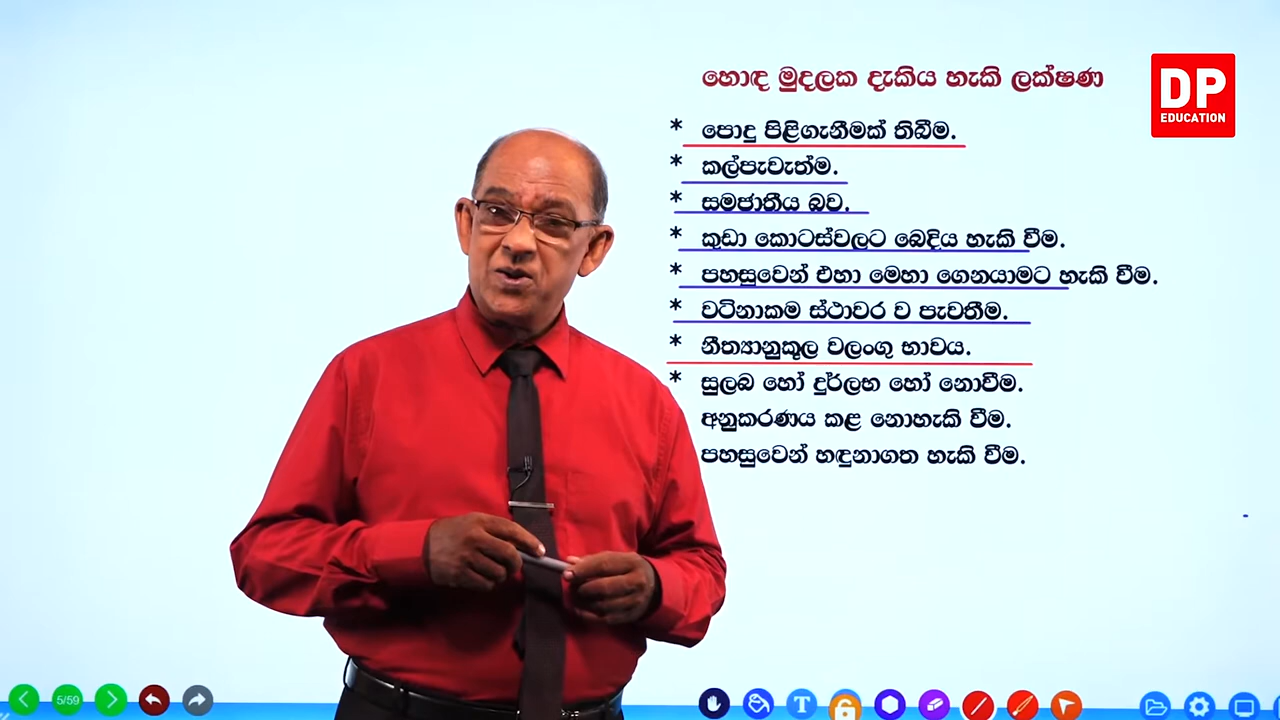 හොඳ මුදලක දැකිය හැකි ලක්ෂණ
DP
EDUCATION
* පොදු පිළිගැනීමක් තිබීම.
* කල්පැවැත්ම.
* සමජාතීය බව.
* කුඩා කොටස්වලට බෙදිය හැකි වීම.
* පහසුවෙන් එහා මෙහා ගෙනයාමට හැකි වීම.
* වටිනාකම ස්ථාවර ව පැවතීම.
* නීත්‍යානුකූල වලංගු භාවය.
* සුලබ හෝ දුර්ලභ හෝ නොවීම.
අනුකරණය කළ නොහැකි වීම.
පහසුවෙන් හඳුනාගත හැකි වීම.
5/59
T